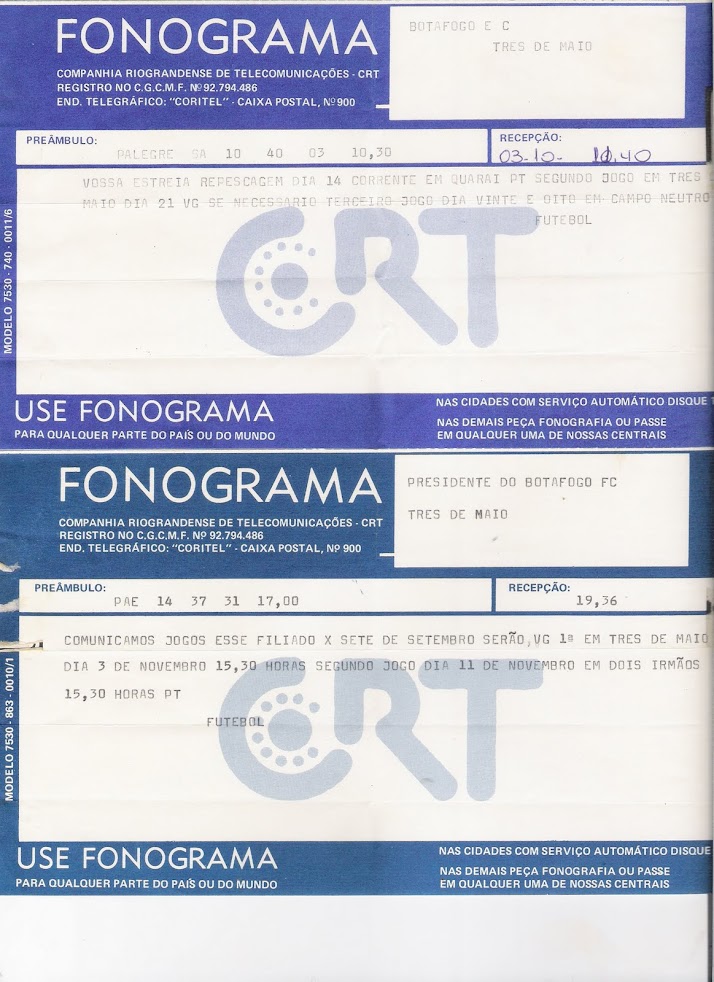 FONOGRAMA
COMPANHIA RIOGRANDENSE DE TELECOMUNICAÇÕES - CRT
REGISTRO NO C.G.C.M.F. Nº 92.794.486
END. TELEGRÁFICO: "CORITEL" - CAIXA POSTAL, Nº 900
BOTAFOGO E C
TRES DE MAIO
PREÂMBULO:
PALEGRE SA 10 40 03 10,30
RECEPÇÃO:
03-10- 10.40
VOSSA ESTREIA REPESCAGEM DIA 14 CORRENTE EM QUARAI PT SEGUNDO JOGO EM TRES
MAIO DIA 21 VG SE NECESSARIO TERCEIRO JOGO DIA VINTE E OITO EM CAMPO NEUTRO
FUTEBOL
CRT
MODELO 7530 - 740 - 0011/6
USE FONOGRAMA
PARA QUALQUER PARTE DO PAÍS OU DO MUNDO
NAS CIDADES COM SERVIÇO AUTOMÁTICO DISQUE 1
NAS DEMAIS PEÇA FONOGRAFIA OU PASSE
EM QUALQUER UMA DE NOSSAS CENTRAIS
FONOGRAMA
COMPANHIA RIOGRANDENSE DE TELECOMUNICAÇÕES - CRT
REGISTRO NO C.G.C.M.F. Nº 92.794.486
END. TELEGRÁFICO: "CORITEL" - CAIXA POSTAL, Nº 900
PRESIDENTE DO BOTAFOGO FC
TRES DE MAIO
PREÂMBULO:
PAE 14 37 31 17,00
RECEPÇÃO:
19,36
COMUNICAMOS JOGOS ESSE FILIADO X SETE DE SETEMBRO SERÃO,VG 1ª EM TRES DE MAIO
DIA 3 DE NOVEMBRO 15,30 HORAS SEGUNDO JOGO DIA 11 DE NOVEMBRO EM DOIS IRMÃOS
15,30 HORAS PT
FUTEBOL
CRT
MODELO 7530 - 863 - 0010/1
USE FONOGRAMA
PARA QUALQUER PARTE DO PAÍS OU DO MUNDO
NAS CIDADES COM SERVIÇO AUTOMÁTICO DISQUE
NAS DEMAIS PEÇA FONOGRAFIA OU PASSE
EM QUALQUER UMA DE NOSSAS CENTRAIS